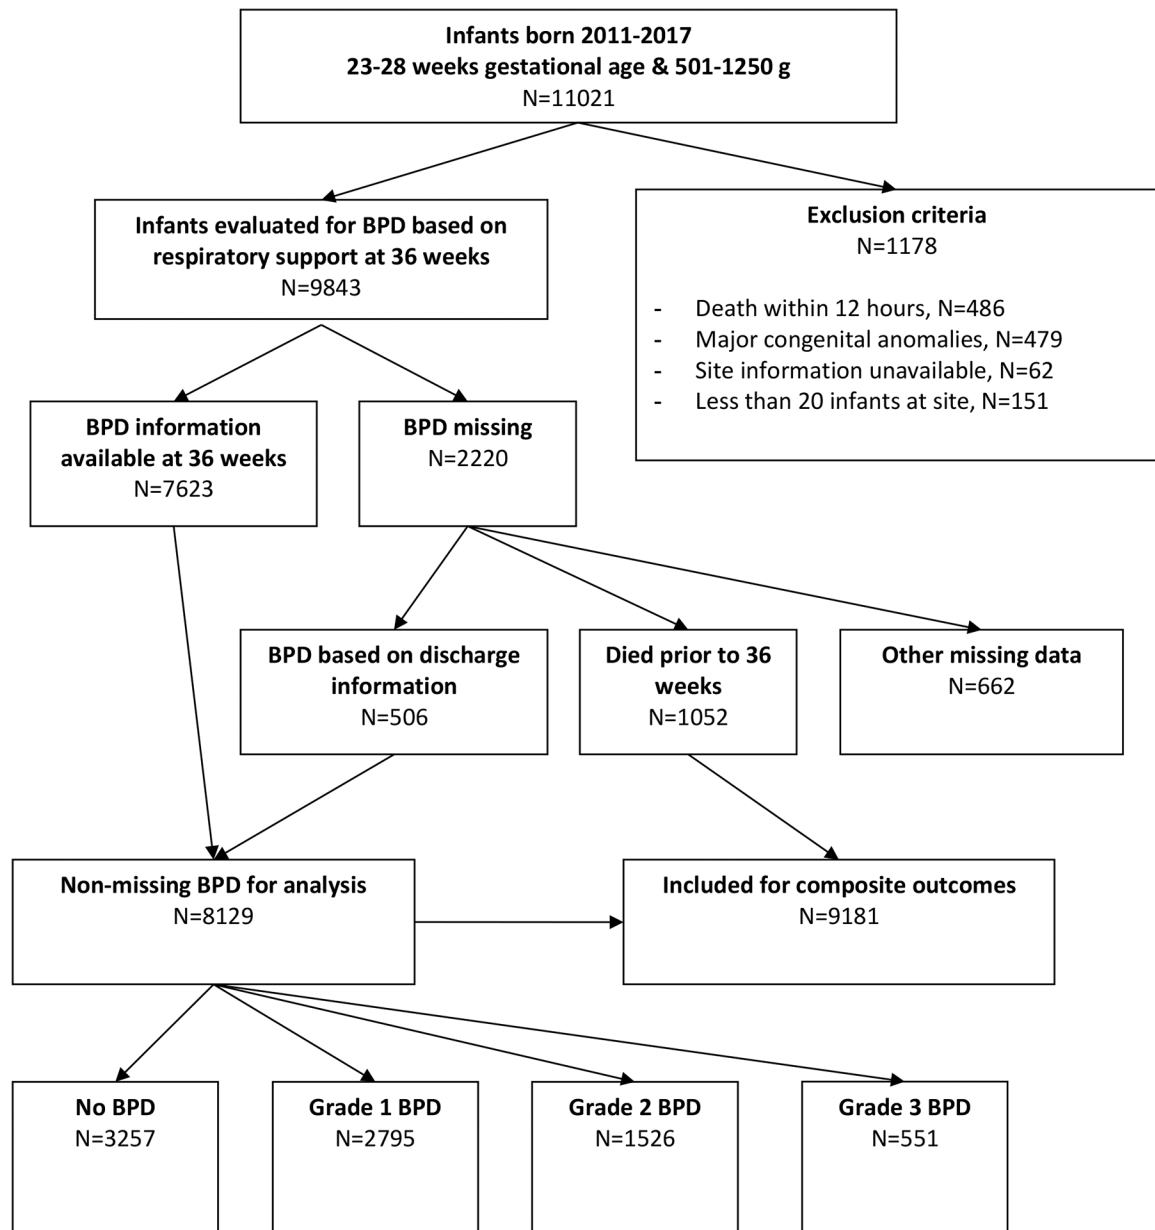 Infants born 2011-2017
23-28 weeks gestational age & 501-1250 g
N=11021
Infants evaluated for BPD based on
respiratory support at 36 weeks
N=9843
Exclusion criteria
N=1178
- Death within 12 hours, N=486
- Major congenital anomalies, N=479
- Site information unavailable, N=62
- Less than 20 infants at site, N=151
BPD information
available at 36 weeks
N=7623
BPD missing
N=2220
BPD based on discharge
information
N=506
Died prior to 36
weeks
N=1052
Other missing data
N=662
Non-missing BPD for analysis
N=8129
Included for composite outcomes
N=9181
No BPD
N=3257
Grade 1 BPD
N=2795
Grade 2 BPD
N=1526
Grade 3 BPD
N=551